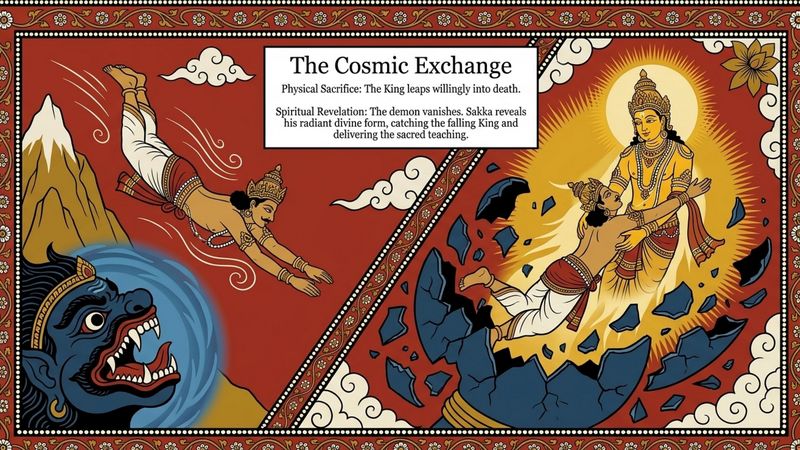 The Cosmic Exchange
Physical Sacrifice: The King leaps willingly into death.
Spiritual Revelation: The demon vanishes. Sakka reveals
his radiant divine form, catching the falling King and
delivering the sacred teaching.